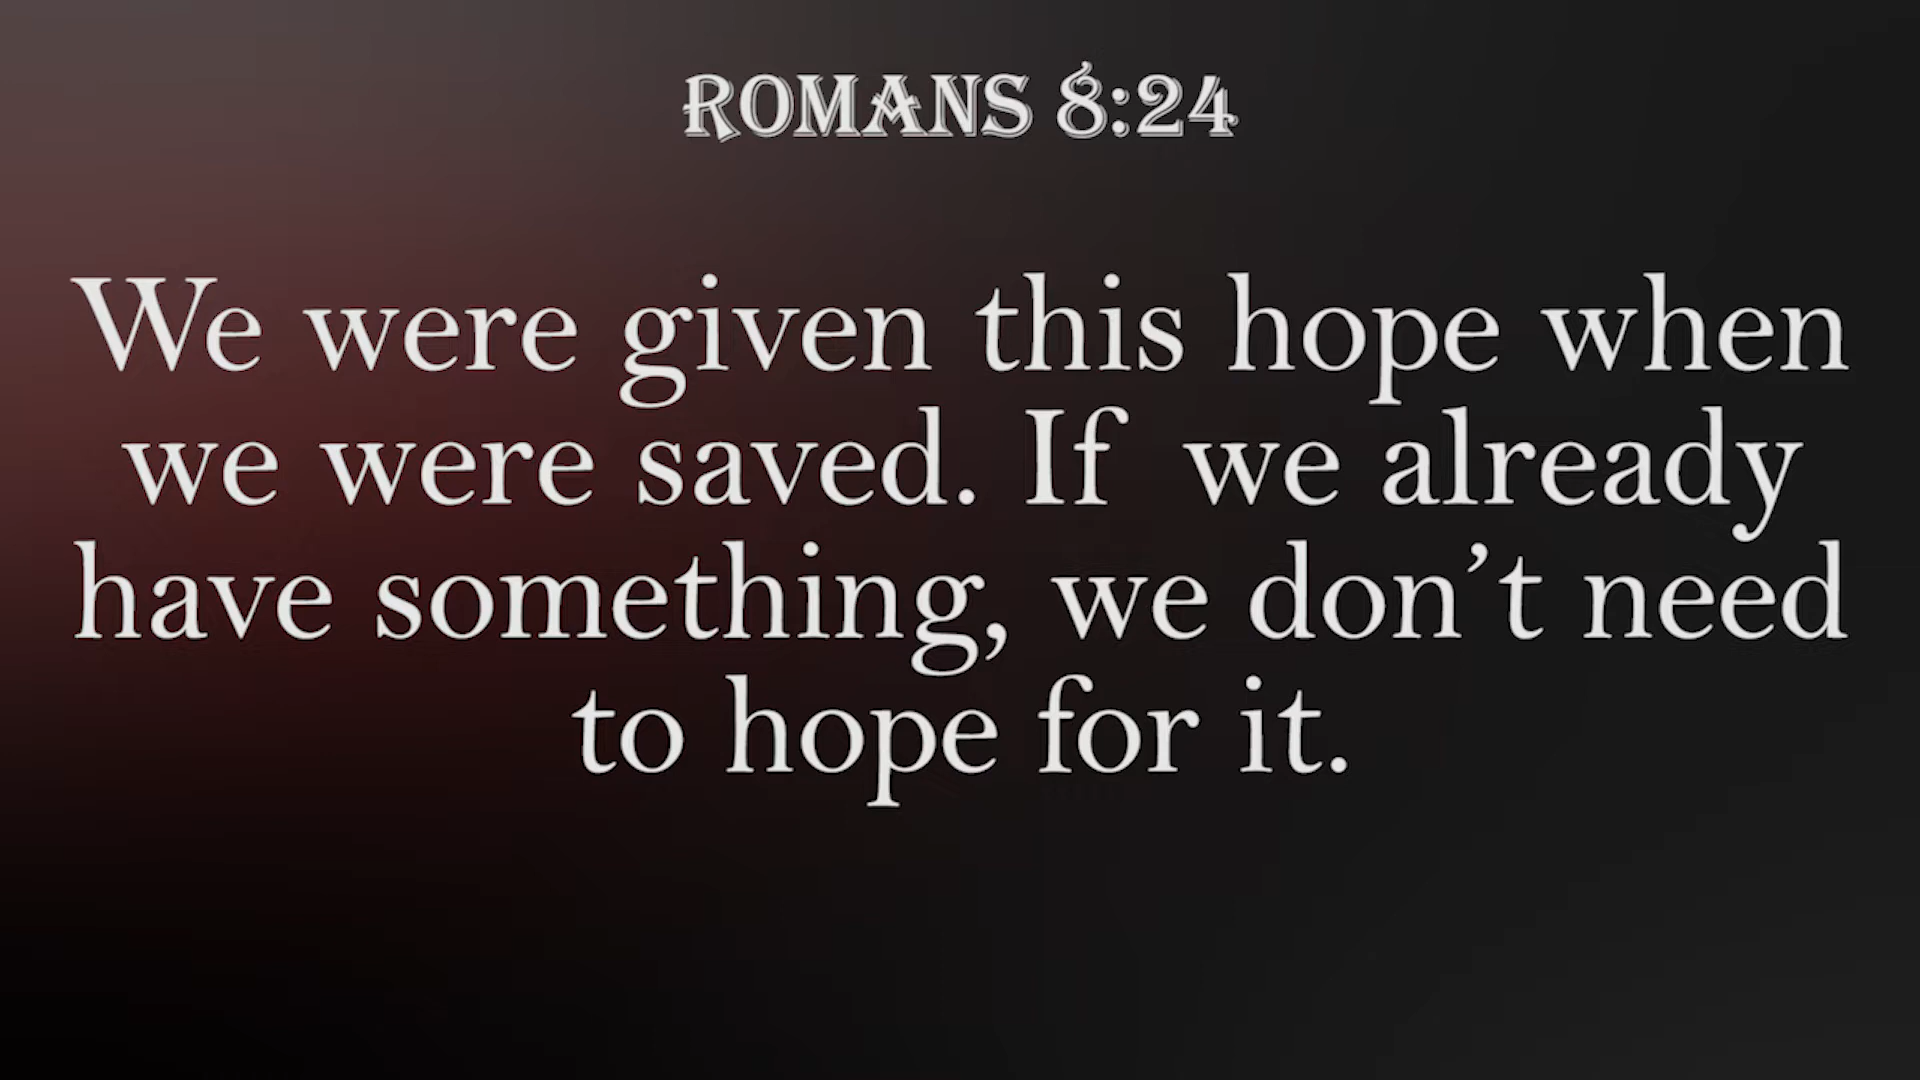 ROMANS 8:24
We were given this hope when
we were saved. If  we already
have something, we don’t need
to hope for it.